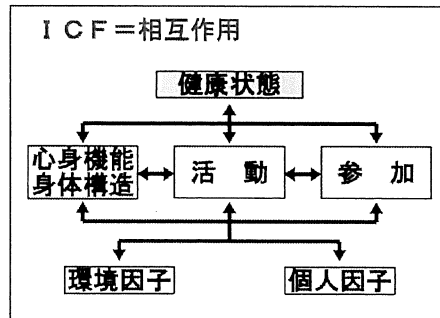 ＩＣＦ＝相互作用
健康状態
心身機能
身体構造
活　動
参　加
環境因子
個人因子